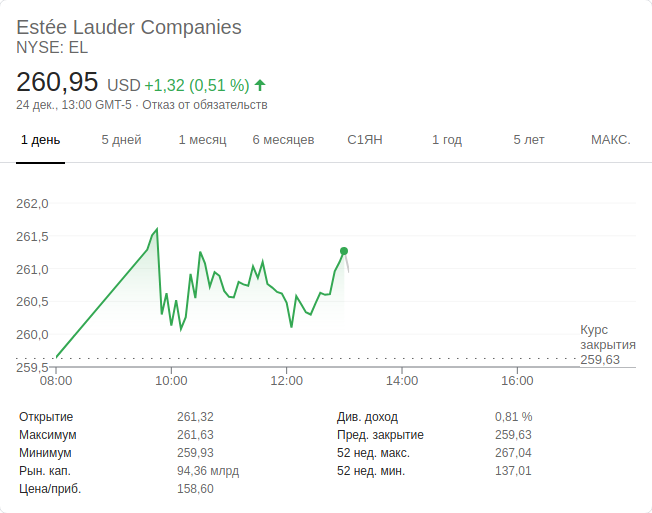 Estée Lauder Companies
NYSE: EL
260,95 USD +1,32 (0,51 %)
24 дек., 13:00 GMT-5 · Отказ от обязательств
1 день 5 дней 1 месяц 6 месяцев С1ЯН 1 год 5 лет МАКС.
262,0
261,5
261,0
260,5
260,0
259,5
Курс
закрытия
259,63
08:00 10:00 12:00 14:00 16:00
Открытие 261,32 Див. доход 0,81 %
Максимум 261,63 Пред. закрытие 259,63
Минимум 259,93 52 нед. макс. 267,04
Рын. кап. 94,36 млрд 52 нед. мин. 137,01
Цена/приб. 158,60